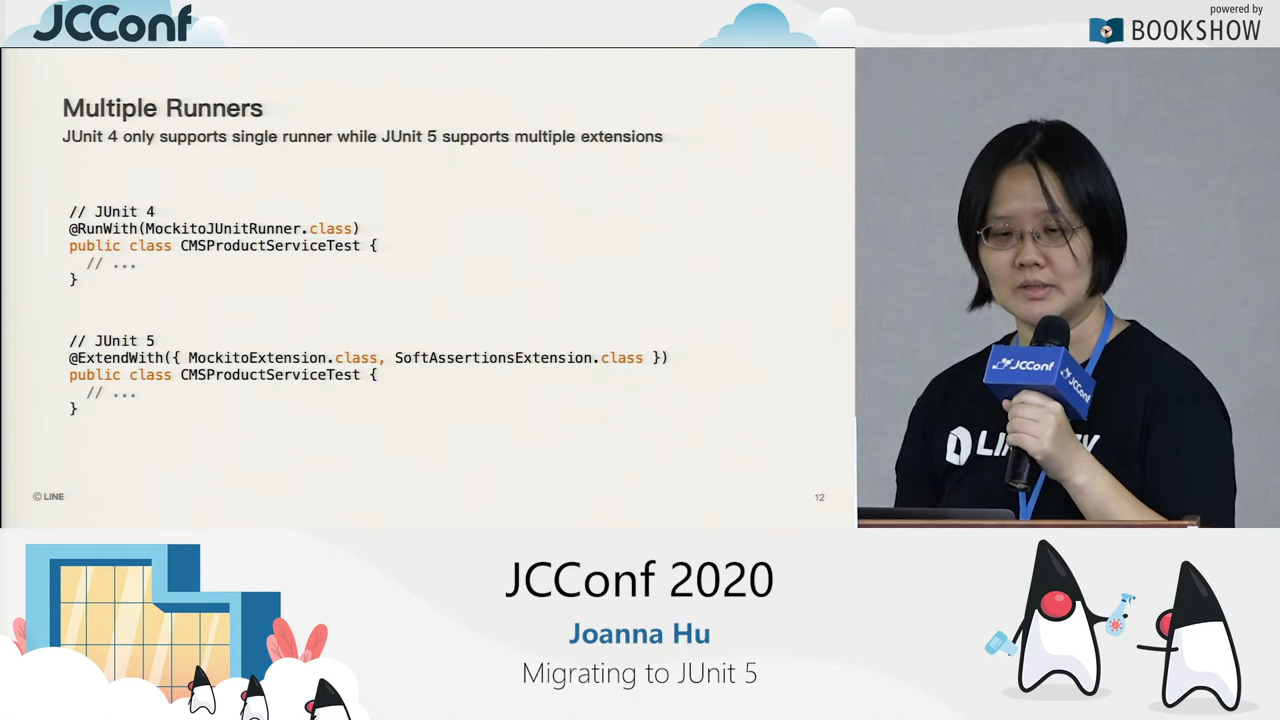 JCConf
powered by
BOOKSHOW
Multiple Runners
JUnit 4 only supports single runner while JUnit 5 supports multiple extensions
// JUnit 4
@RunWith(MockitoJUnitRunner.class)
public class CMSProductServiceTest {
// ...
}
// JUnit 5
@ExtendWith({ MockitoExtension.class, SoftAssertionsExtension.class })
public class CMSProductServiceTest {
// ...
}
© LINE
12
JCConf
JCConf
JCConf 2020
Joanna Hu
Migrating to JUnit 5